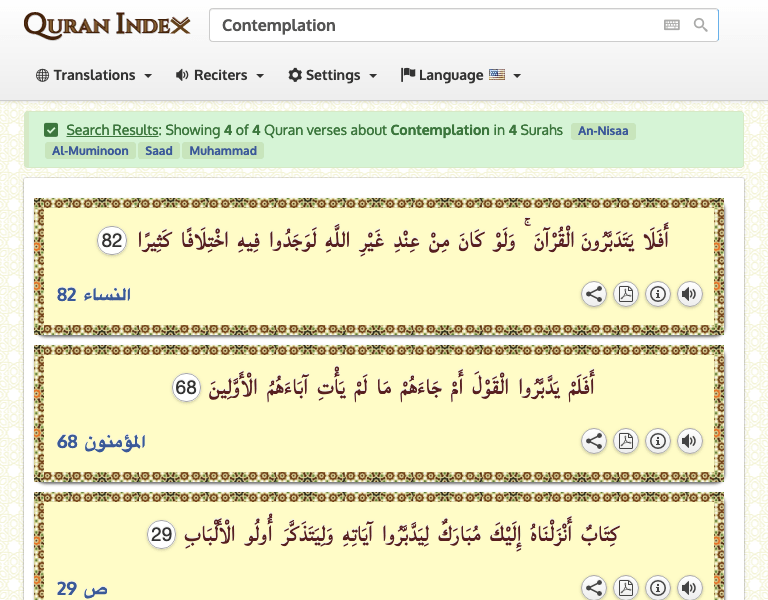 QURAN INDEX
Contemplation
Translations Reciters Settings Language
Search Results: Showing 4 of 4 Quran verses about Contemplation in 4 Surahs An-Nisaa
Al-Muminoon Saad Muhammad
أَفَلَا يَتَدَبَّرُونَ الْقُرْآنَ ۚ وَلَوْ كَانَ مِنْ عِنْدِ غَيْرِ اللَّهِ لَوَجَدُوا فِيهِ اخْتِلَافًا كَثِيرًا 82
النساء 82
أَفَلَمْ يَدَّبَّرُوا الْقَوْلَ أَمْ جَاءَهُمْ مَا لَمْ يَأْتِ آبَاءَهُمُ الْأَوَّلِينَ 68
المؤمنون 68
كِتَابٌ أَنْزَلْنَاهُ إِلَيْكَ مُبَارَكٌ لِيَدَّبَّرُوا آيَاتِهِ وَلِيَتَذَكَّرَ أُولُو الْأَلْبَابِ 29
ص 29